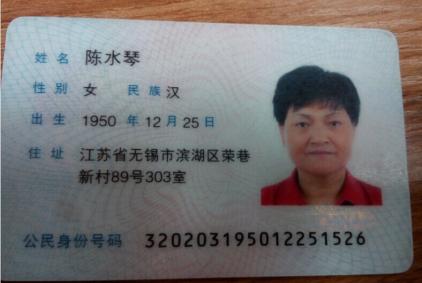 姓名 陈水琴
性别 女 民族 汉
出生 1950 年 12 月 25 日
住址 江苏省无锡市滨湖区荣巷
新村89号303室
公民身份号码 320203195012251526